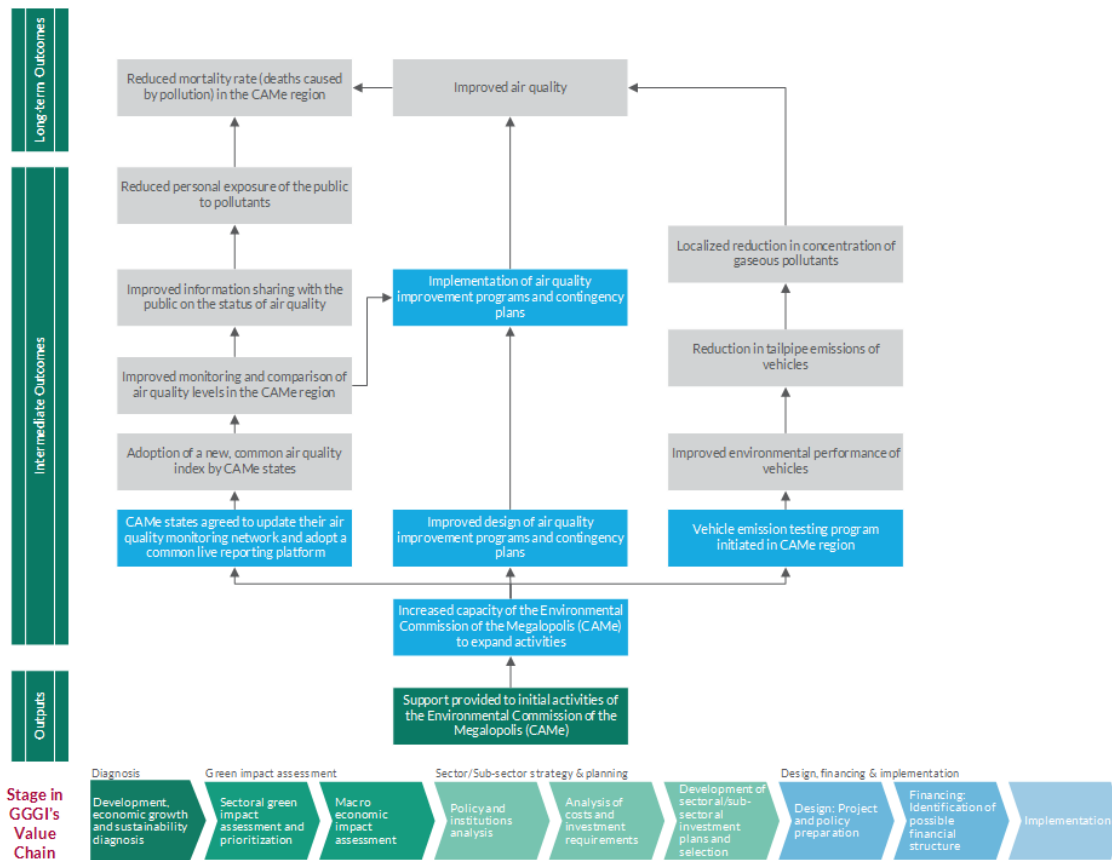 Long-term Outcomes
Reduced mortality rate (deaths caused
by pollution) in the CAMe region
Improved air quality
Intermediate Outcomes
Reduced personal exposure of the public
to pollutants
Localized reduction in concentration of
gaseous pollutants
Improved information sharing with the
public on the status of air quality
Implementation of air quality
improvement programs and contingency
plans
Reduction in tailpipe emissions of
vehicles
Improved monitoring and comparison of
air quality levels in the CAMe region
Adoption of a new, common air quality
index by CAMe states
Improved environmental performance of
vehicles
CAMe states agreed to update their air
quality monitoring network and adopt a
common live reporting platform
Improved design of air quality
improvement programs and contingency
plans
Vehicle emission testing program
initiated in CAMe region
Increased capacity of the Environmental
Commission of the Megalopolis (CAMe)
to expand activities
Outputs
Support provided to initial activities of
the Environmental Commission of the
Megalopolis (CAMe)
Stage in
GGGI's
Value
Chain
Diagnosis
Green impact assessment
Sector/Sub-sector strategy & planning
Design, financing & implementation
Development,
economic growth
and sustainability
diagnosis
Sectoral green
impact
assessment and
prioritization
Macro
economic
impact
assessment
Policy and
institutions
analysis
Analysis of
costs and
investment
requirements
Development of
sectoral/sub-
sectoral
investment
plans and
selection
Design: Project
and policy
preparation
Financing:
Identification of
possible
financial
structure
Implementation